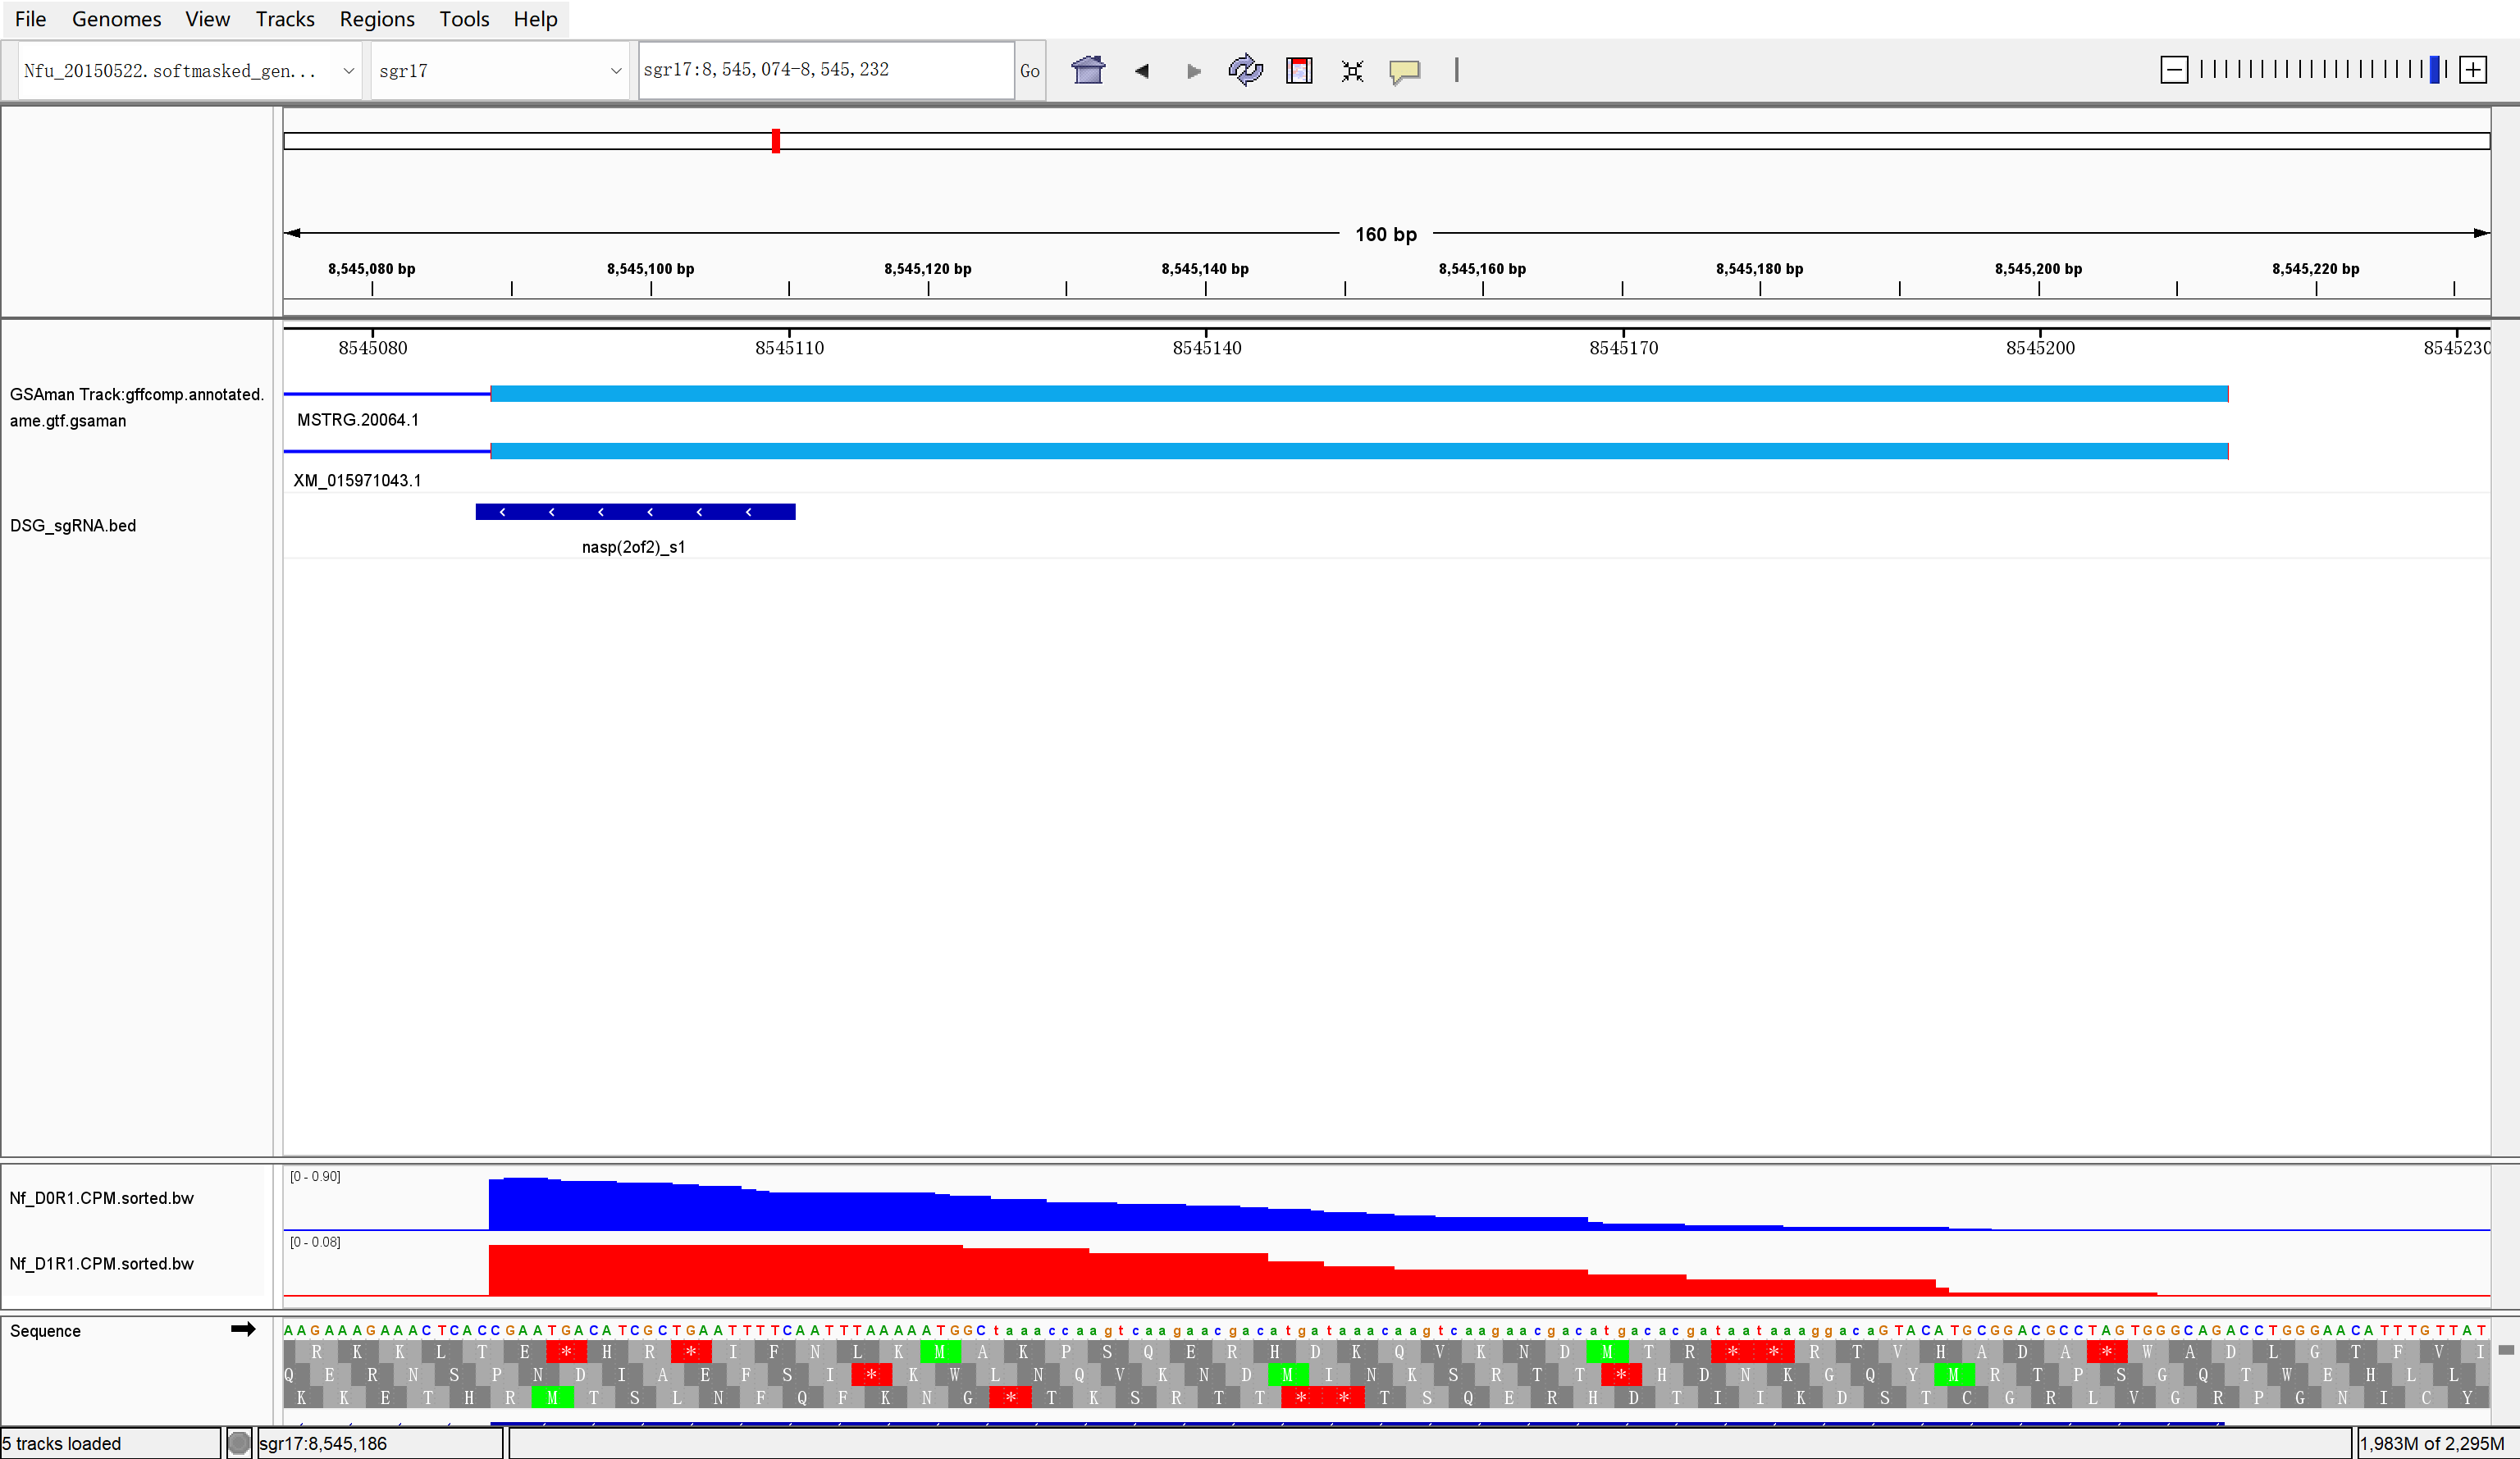 File Genomes View Tracks Regions Tools Help
Nfu_20150522.softmasked_gen... sgr17 sgr17:8,545,074-8,545,232 Go
160 bp
8,545,080 bp 8,545,100 bp 8,545,120 bp 8,545,140 bp 8,545,160 bp 8,545,180 bp 8,545,200 bp 8,545,220 bp
8545080 8545110 8545140 8545170 8545200 8545230
GSAman Track:gffcomp.annotated.
ame.gtf.gsaman
MSTRG.20064.1
XM_015971043.1
DSG_sgRNA.bed
nasp(2of2)_s1
[0 - 0.90]
Nf_D0R1.CPM.sorted.bw
[0 - 0.08]
Nf_D1R1.CPM.sorted.bw
Sequence
AAGAAAGAAACTCACCGAATGACATCGCTGAATTTTCAATTTAAAAATGGCtaaaccaagtcaagaacgacatgataaacaagtcaagaacgacatgacacgataataaaggacaGTACATGCGGACGCCTAGTGGGCAGACCTGGGAACATTTGTTAT
R K K L T E * H R * I F N L K M A K P S Q E R H D K Q V K N D M T R * * R T V H A D A * W A D L G T F V I
Q E R N S P N D I A E F S I * K W L N Q V K N D M I N K S R T T * H D N K G Q Y M R T P S G Q T W E H L L
K K E T H R M T S L N F Q F K N G * T K S R T T * * T S Q E R H D T I I K D S T C G R L V G R P G N I C Y
5 tracks loaded sgr17:8,545,186 1,983M of 2,295M